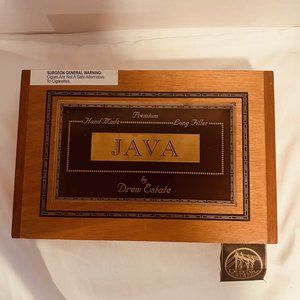 SURGEON GENERAL WARNING:
Cigars Are Not A Safe Alternative
To Cigarettes.
Premium
Hand Made
Long Filler
JAVA
by
Drew Estate